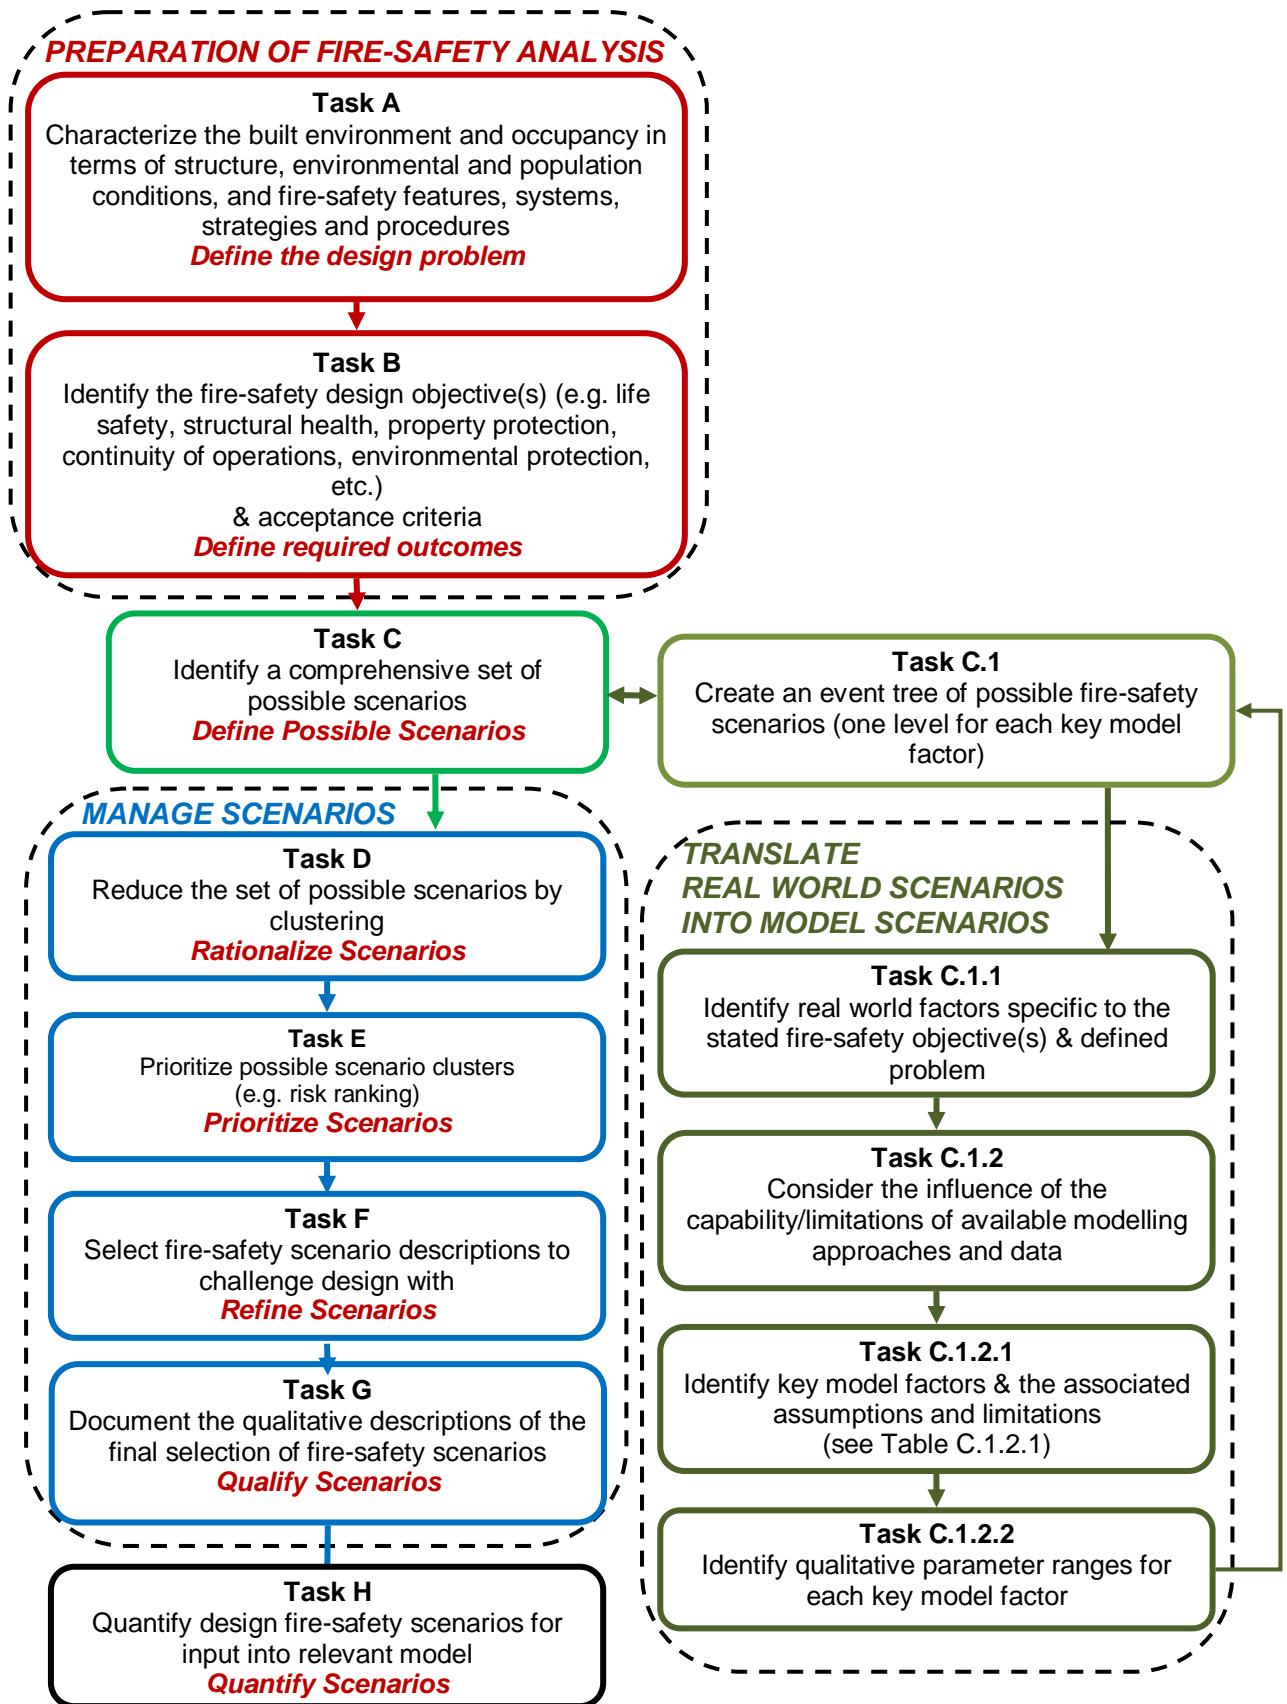 PREPARATION OF FIRE-SAFETY ANALYSIS
Task A
Characterize the built environment and occupancy in
terms of structure, environmental and population
conditions, and fire-safety features, systems,
strategies and procedures
Define the design problem
Task B
Identify the fire-safety design objective(s) (e.g. life
safety, structural health, property protection,
continuity of operations, environmental protection,
etc.)
& acceptance criteria
Define required outcomes
Task C
Identify a comprehensive set of
possible scenarios
Define Possible Scenarios
Task C.1
Create an event tree of possible fire-safety
scenarios (one level for each key model
factor)
MANAGE SCENARIOS
Task D
Reduce the set of possible scenarios by
clustering
Rationalize Scenarios
Task E
Prioritize possible scenario clusters
(e.g. risk ranking)
Prioritize Scenarios
Task F
Select fire-safety scenario descriptions to
challenge design with
Refine Scenarios
Task G
Document the qualitative descriptions of the
final selection of fire-safety scenarios
Qualify Scenarios
Task H
Quantify design fire-safety scenarios for
input into relevant model
Quantify Scenarios
TRANSLATE
REAL WORLD SCENARIOS
INTO MODEL SCENARIOS
Task C.1.1
Identify real world factors specific to the
stated fire-safety objective(s) & defined
problem
Task C.1.2
Consider the influence of the
capability/limitations of available modelling
approaches and data
Task C.1.2.1
Identify key model factors & the associated
assumptions and limitations
(see Table C.1.2.1)
Task C.1.2.2
Identify qualitative parameter ranges for
each key model factor